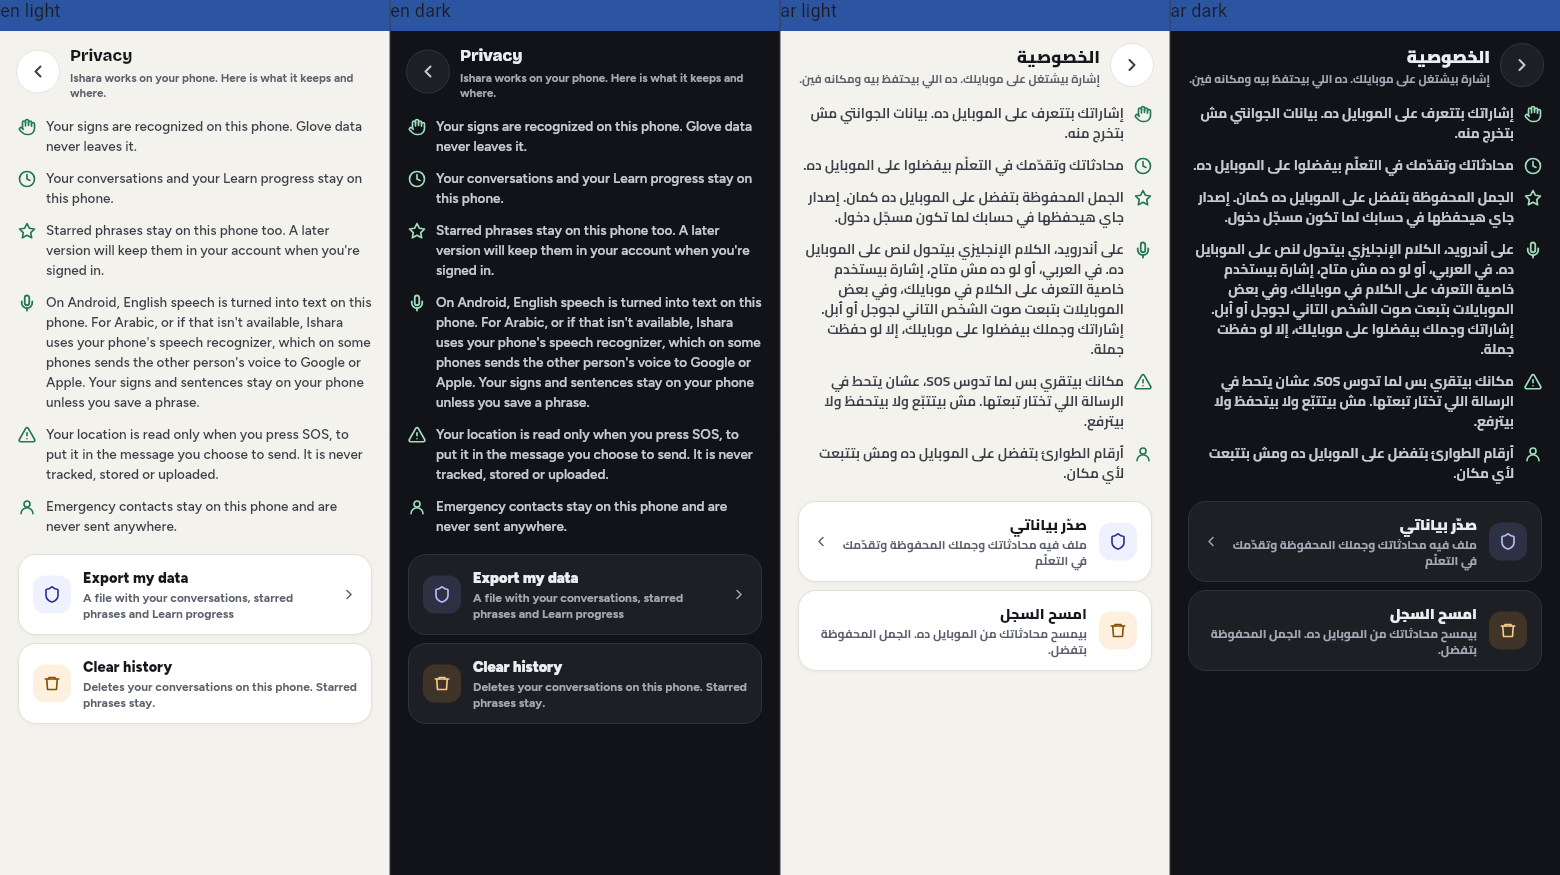 en light
Privacy
Ishara works on your phone. Here is what it keeps and
where.
Your signs are recognized on this phone. Glove data
never leaves it.
Your conversations and your Learn progress stay on
this phone.
Starred phrases stay on this phone too. A later
version will keep them in your account when you're
signed in.
On Android, English speech is turned into text on this
phone. For Arabic, or if that isn't available, Ishara
uses your phone's speech recognizer, which on some
phones sends the other person's voice to Google or
Apple. Your signs and sentences stay on your phone
unless you save a phrase.
Your location is read only when you press SOS, to
put it in the message you choose to send. It is never
tracked, stored or uploaded.
Emergency contacts stay on this phone and are
never sent anywhere.
Export my data
A file with your conversations, starred
phrases and Learn progress
Clear history
Deletes your conversations on this phone. Starred
phrases stay.
en dark
Privacy
Ishara works on your phone. Here is what it keeps and
where.
Your signs are recognized on this phone. Glove data
never leaves it.
Your conversations and your Learn progress stay on
this phone.
Starred phrases stay on this phone too. A later
version will keep them in your account when you're
signed in.
On Android, English speech is turned into text on this
phone. For Arabic, or if that isn't available, Ishara
uses your phone's speech recognizer, which on some
phones sends the other person's voice to Google or
Apple. Your signs and sentences stay on your phone
unless you save a phrase.
Your location is read only when you press SOS, to
put it in the message you choose to send. It is never
tracked, stored or uploaded.
Emergency contacts stay on this phone and are
never sent anywhere.
Export my data
A file with your conversations, starred
phrases and Learn progress
Clear history
Deletes your conversations on this phone. Starred
phrases stay.
ar light
الخصوصية
إشارة بيشتغل على موبايلك. ده اللي بيحتفظ بيه ومكانه فين.
إشاراتك بتتعرف على الموبايل ده. بيانات الجوانتي مش
بتخرج منه.
محادثاتك وتقدّمك في التعلّم بيفضلوا على الموبايل ده.
الجمل المحفوظة بتفضل على الموبايل ده كمان. إصدار
جاي هيحفظها في حسابك لما تكون مسجّل دخول.
على أندرويد، الكلام الإنجليزي بيتحول لنص على الموبايل
ده. في العربي، أو لو ده مش متاح، إشارة بيستخدم
خاصية التعرف على الكلام في موبايلك، وفي بعض
الموبايلات بتبعت صوت الشخص التاني لجوجل أو أبل.
إشاراتك وجملك بيفضلوا على موبايلك، إلا لو حفظت
جملة.
مكانك بيتقري بس لما تدوس SOS، عشان يتحط في
الرسالة اللي تختار تبعتها. مش بيتتبّع ولا بيتحفظ ولا
بيترفع.
أرقام الطوارئ بتفضل على الموبايل ده ومش بتتبعت
لأي مكان.
صدّر بياناتي
ملف فيه محادثاتك وجملك المحفوظة وتقدّمك
في التعلّم
امسح السجل
بيمسح محادثاتك من الموبايل ده. الجمل المحفوظة
بتفضل.
ar dark
الخصوصية
إشارة بيشتغل على موبايلك. ده اللي بيحتفظ بيه ومكانه فين.
إشاراتك بتتعرف على الموبايل ده. بيانات الجوانتي مش
بتخرج منه.
محادثاتك وتقدّمك في التعلّم بيفضلوا على الموبايل ده.
الجمل المحفوظة بتفضل على الموبايل ده كمان. إصدار
جاي هيحفظها في حسابك لما تكون مسجّل دخول.
على أندرويد، الكلام الإنجليزي بيتحول لنص على الموبايل
ده. في العربي، أو لو ده مش متاح، إشارة بيستخدم
خاصية التعرف على الكلام في موبايلك، وفي بعض
الموبايلات بتبعت صوت الشخص التاني لجوجل أو أبل.
إشاراتك وجملك بيفضلوا على موبايلك، إلا لو حفظت
جملة.
مكانك بيتقري بس لما تدوس SOS، عشان يتحط في
الرسالة اللي تختار تبعتها. مش بيتتبّع ولا بيتحفظ ولا
بيترفع.
أرقام الطوارئ بتفضل على الموبايل ده ومش بتتبعت
لأي مكان.
صدّر بياناتي
ملف فيه محادثاتك وجملك المحفوظة وتقدّمك
في التعلّم
امسح السجل
بيمسح محادثاتك من الموبايل ده. الجمل المحفوظة
بتفضل.